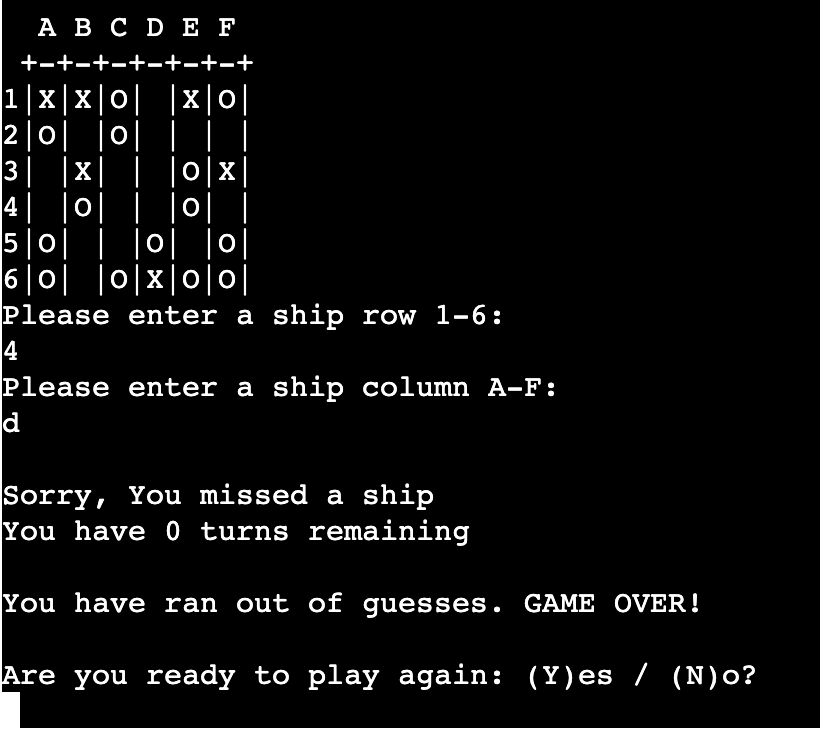 A B C D E F
 +-+-+-+-+-+-+
1|X|X|O| |X|O|
2|O| |O| | | |
3| |X| | |O|X|
4| |O| | |O| |
5|O| | |O| |O|
6|O| |O|X|O|O|
Please enter a ship row 1-6:
4
Please enter a ship column A-F:
d
Sorry, You missed a ship
You have 0 turns remaining
You have ran out of guesses. GAME OVER!
Are you ready to play again: (Y)es / (N)o?